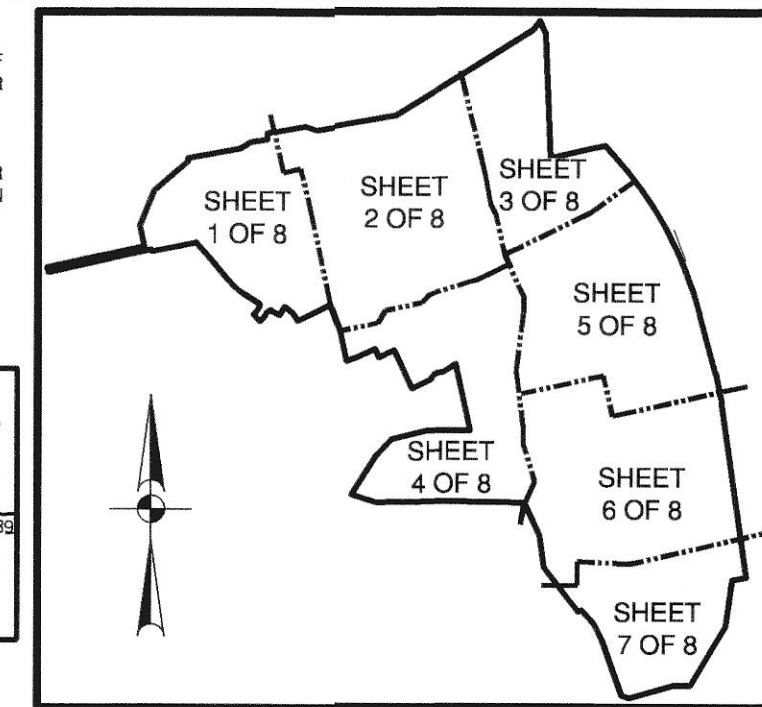 SHEET
1 OF 8
SHEET
2 OF 8
SHEET
3 OF 8
SHEET
5 OF 8
SHEET
4 OF 8
SHEET
6 OF 8
SHEET
7 OF 8